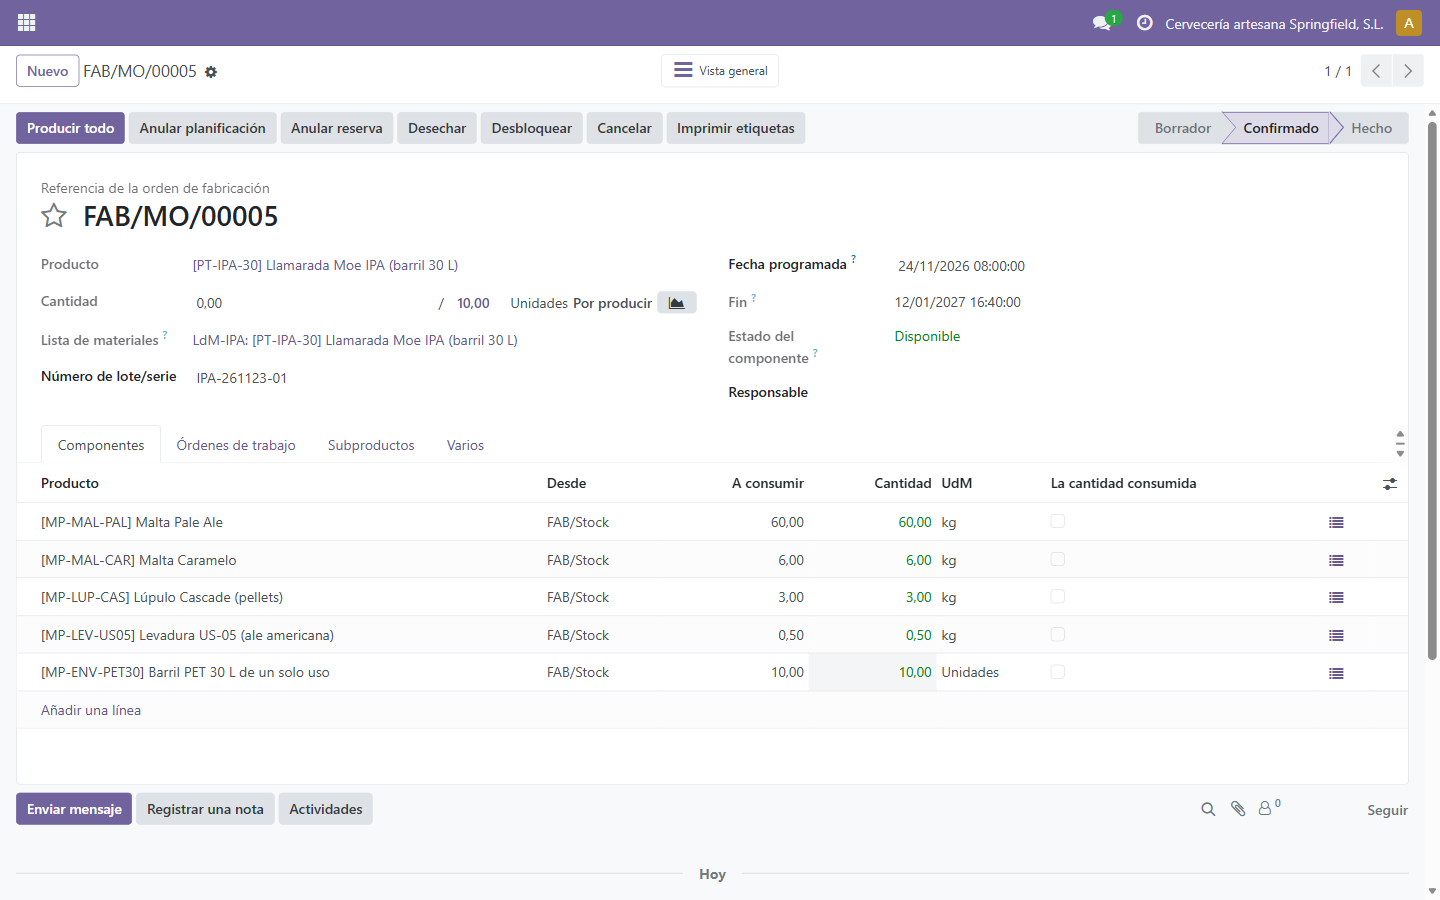 1
Cervecería artesana Springfield, S.L.
A
Nuevo
FAB/MO/00005
Vista general
1 / 1
Producir todo
Anular planificación
Anular reserva
Desechar
Desbloquear
Cancelar
Imprimir etiquetas
Borrador
Confirmado
Hecho
Referencia de la orden de fabricación
FAB/MO/00005
Producto
[PT-IPA-30] Llamarada Moe IPA (barril 30 L)
Cantidad
0,00 / 10,00 Unidades Por producir
Lista de materiales ?
LdM-IPA: [PT-IPA-30] Llamarada Moe IPA (barril 30 L)
Número de lote/serie
IPA-261123-01
Fecha programada ?
24/11/2026 08:00:00
Fin ?
12/01/2027 16:40:00
Estado del
componente ?
Disponible
Responsable
Componentes
Órdenes de trabajo
Subproductos
Varios
Producto Desde A consumir Cantidad UdM La cantidad consumida
[MP-MAL-PAL] Malta Pale Ale FAB/Stock 60,00 60,00 kg
[MP-MAL-CAR] Malta Caramelo FAB/Stock 6,00 6,00 kg
[MP-LUP-CAS] Lúpulo Cascade (pellets) FAB/Stock 3,00 3,00 kg
[MP-LEV-US05] Levadura US-05 (ale americana) FAB/Stock 0,50 0,50 kg
[MP-ENV-PET30] Barril PET 30 L de un solo uso FAB/Stock 10,00 10,00 Unidades
Añadir una línea
Enviar mensaje
Registrar una nota
Actividades
0
Seguir
Hoy